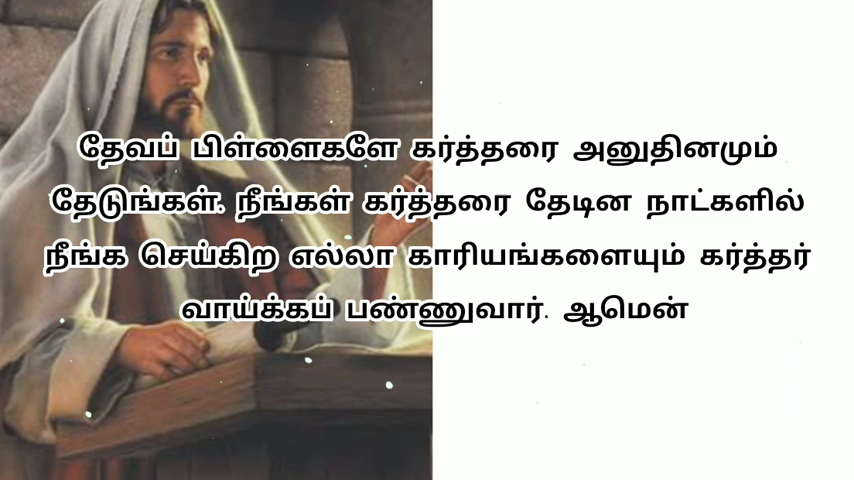 தேவப் பிள்ளைகளே கர்த்தரை அனுதினமும்
தேடுங்கள். நீங்கள் கர்த்தரை தேடின நாட்களில்
நீங்க செய்கிற எல்லா காரியங்களையும் கர்த்தர்
வாய்க்கப் பண்ணுவார். ஆமென்